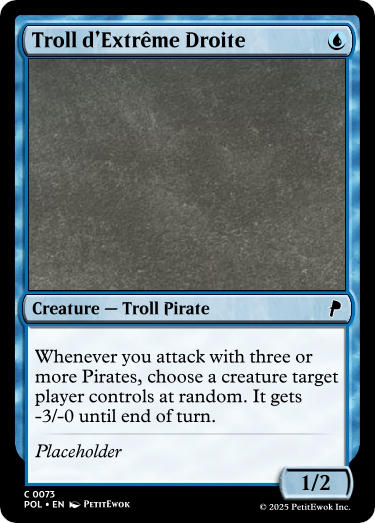 Troll d'Extrême Droite
Creature — Troll Pirate
Whenever you attack with three or
more Pirates, choose a creature target
player controls at random. It gets
-3/-0 until end of turn.
Placeholder
1/2
C 0073
POL • EN PetitEwok
© 2025 PetitEwok Inc.